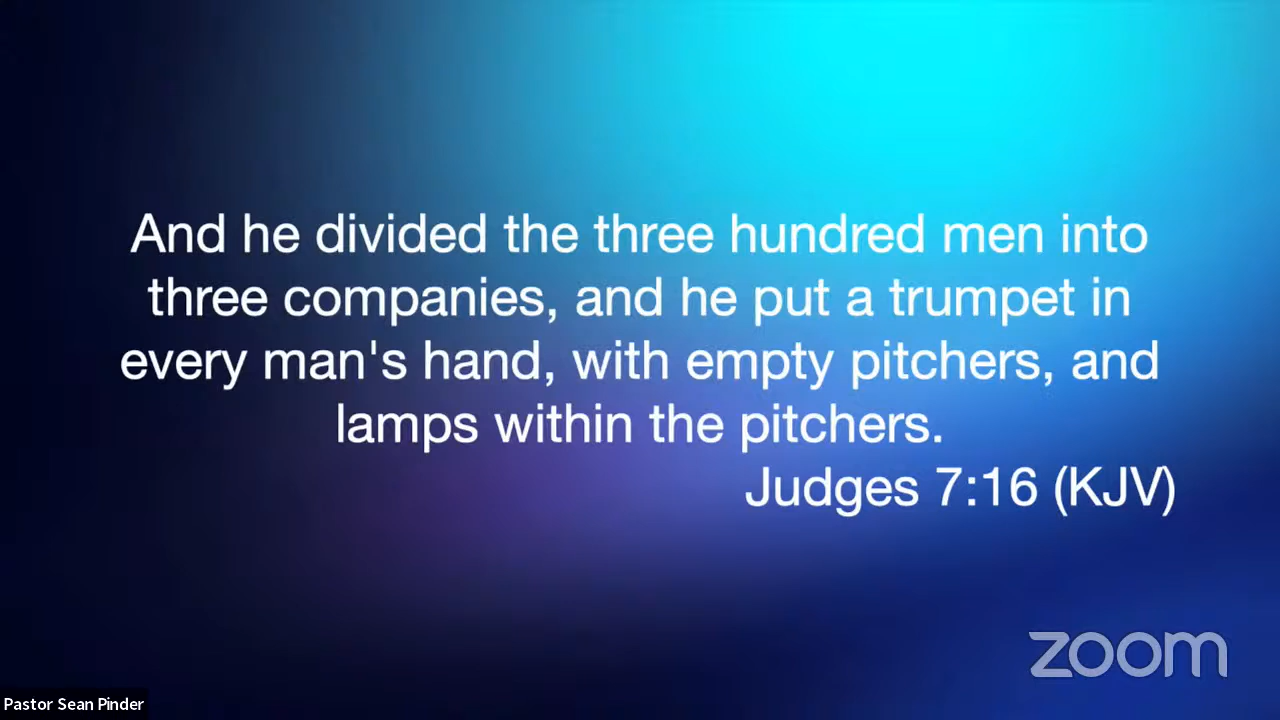 And he divided the three hundred men into
three companies, and he put a trumpet in
every man's hand, with empty pitchers, and
lamps within the pitchers.
Judges 7:16 (KJV)
zoom
Pastor Sean Pinder